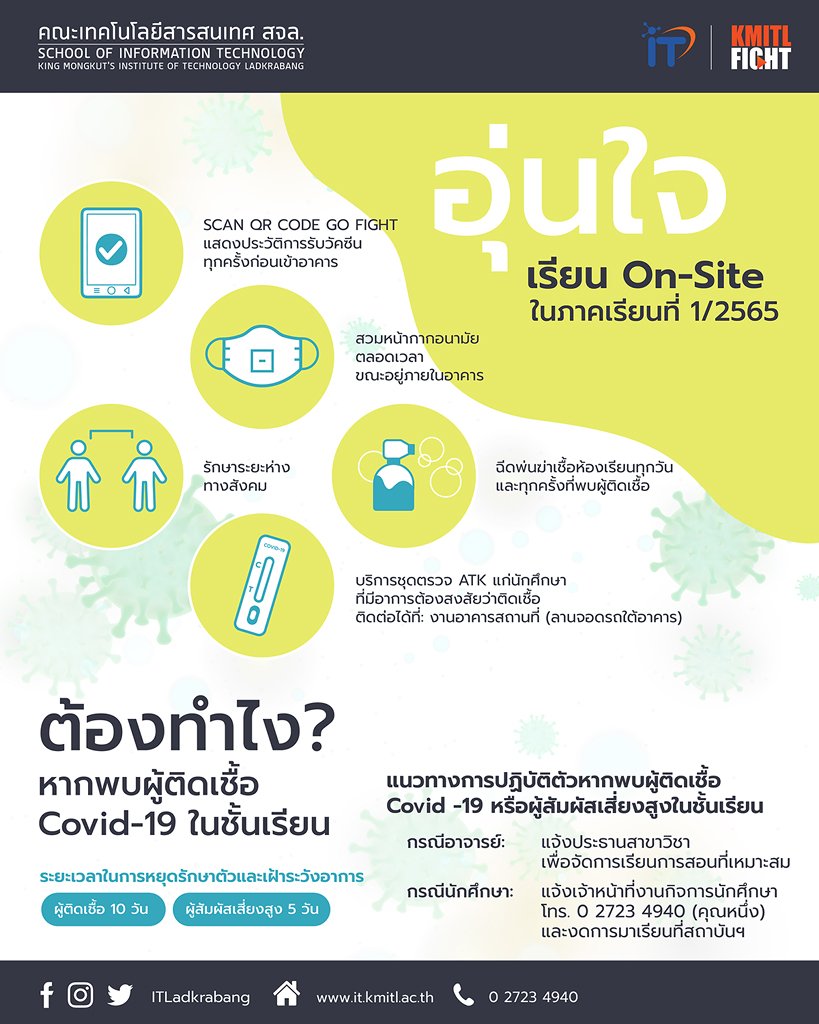 คณะเทคโนโลยีสารสนเทศ สจล.
SCHOOL OF INFORMATION TECHNOLOGY
KING MONGKUT'S INSTITUTE OF TECHNOLOGY LADKRABANG
iT
KMITL
FIGHT
อุ่นใจ
เรียน On-Site
ในภาคเรียนที่ 1/2565
SCAN QR CODE GO FIGHT
แสดงประวัติการรับวัคซีน
ทุกครั้งก่อนเข้าอาคาร
สวมหน้ากากอนามัย
ตลอดเวลา
ขณะอยู่ภายในอาคาร
รักษาระยะห่าง
ทางสังคม
ฉีดพ่นฆ่าเชื้อห้องเรียนทุกวัน
และทุกครั้งที่พบผู้ติดเชื้อ
COVID-19
C
T
บริการชุดตรวจ ATK แก่นักศึกษา
ที่มีอาการต้องสงสัยว่าติดเชื้อ
ติดต่อได้ที่: งานอาคารสถานที่ (ลานจอดรถใต้อาคาร)
ต้องทำไง?
หากพบผู้ติดเชื้อ
Covid-19 ในชั้นเรียน
ระยะเวลาในการหยุดรักษาตัวและเฝ้าระวังอาการ
ผู้ติดเชื้อ 10 วัน
ผู้สัมผัสเสี่ยงสูง 5 วัน
แนวทางการปฏิบัติตัวหากพบผู้ติดเชื้อ
Covid -19 หรือผู้สัมผัสเสี่ยงสูงในชั้นเรียน
กรณีอาจารย์: แจ้งประธานสาขาวิชา
เพื่อจัดการเรียนการสอนที่เหมาะสม
กรณีนักศึกษา: แจ้งเจ้าหน้าที่งานกิจการนักศึกษา
โทร. 0 2723 4940 (คุณหนึ่ง)
และงดการมาเรียนที่สถาบันฯ
ITLadkrabang
www.it.kmitl.ac.th
0 2723 4940